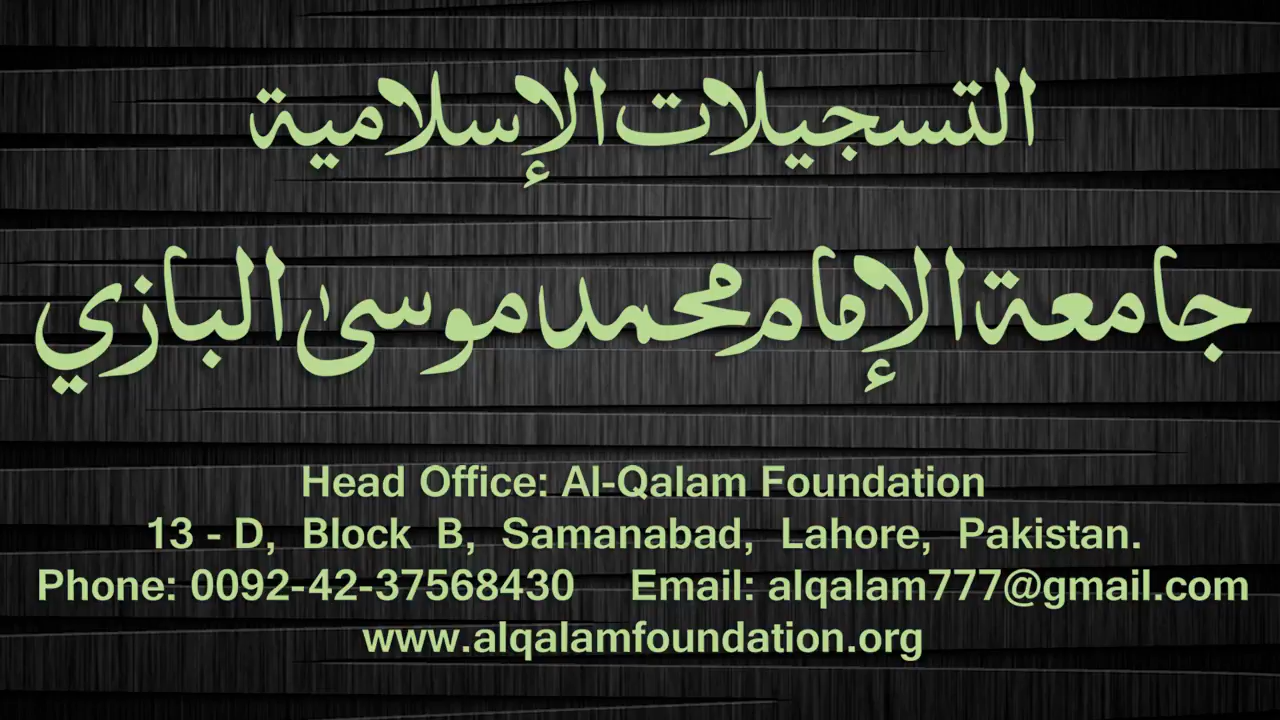 التسجيلات الإسلامية
جامعة الإمام محمد موسىٰ البازي
Head Office: Al-Qalam Foundation
13 - D, Block B, Samanabad, Lahore, Pakistan.
Phone: 0092-42-37568430 Email: alqalam777@gmail.com
www.alqalamfoundation.org